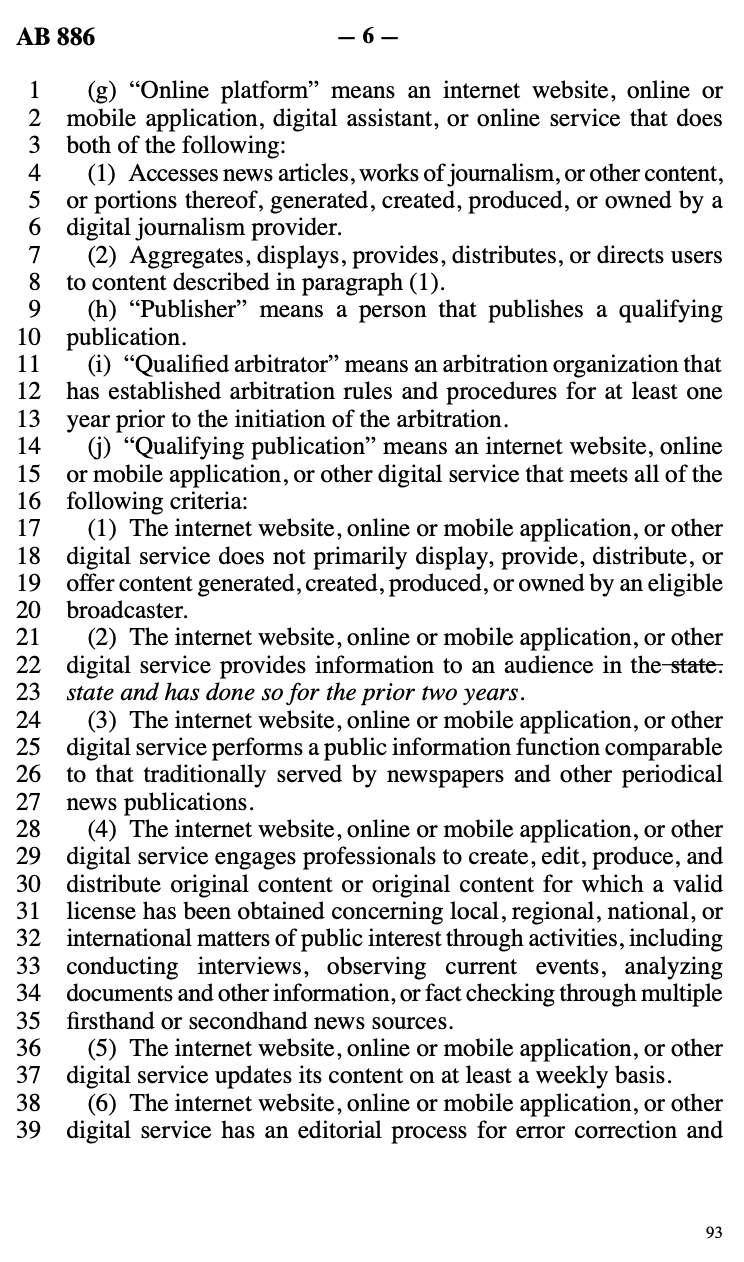 AB 886 — 6 —
1 (g) “Online platform” means an internet website, online or
2 mobile application, digital assistant, or online service that does
3 both of the following:
4 (1) Accesses news articles, works of journalism, or other content,
5 or portions thereof, generated, created, produced, or owned by a
6 digital journalism provider.
7 (2) Aggregates, displays, provides, distributes, or directs users
8 to content described in paragraph (1).
9 (h) “Publisher” means a person that publishes a qualifying
10 publication.
11 (i) “Qualified arbitrator” means an arbitration organization that
12 has established arbitration rules and procedures for at least one
13 year prior to the initiation of the arbitration.
14 (j) “Qualifying publication” means an internet website, online
15 or mobile application, or other digital service that meets all of the
16 following criteria:
17 (1) The internet website, online or mobile application, or other
18 digital service does not primarily display, provide, distribute, or
19 offer content generated, created, produced, or owned by an eligible
20 broadcaster.
21 (2) The internet website, online or mobile application, or other
22 digital service provides information to an audience in the state.
23 state and has done so for the prior two years.
24 (3) The internet website, online or mobile application, or other
25 digital service performs a public information function comparable
26 to that traditionally served by newspapers and other periodical
27 news publications.
28 (4) The internet website, online or mobile application, or other
29 digital service engages professionals to create, edit, produce, and
30 distribute original content or original content for which a valid
31 license has been obtained concerning local, regional, national, or
32 international matters of public interest through activities, including
33 conducting interviews, observing current events, analyzing
34 documents and other information, or fact checking through multiple
35 firsthand or secondhand news sources.
36 (5) The internet website, online or mobile application, or other
37 digital service updates its content on at least a weekly basis.
38 (6) The internet website, online or mobile application, or other
39 digital service has an editorial process for error correction and
93